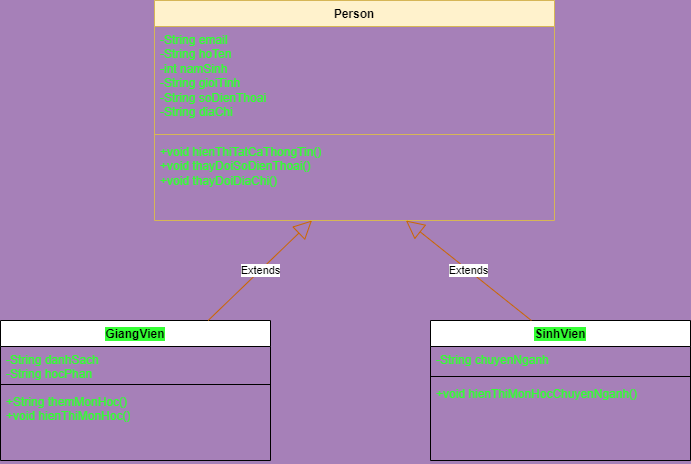 Person
-String email
-String hoTen
-Int namSinh
-String gioiTinh
-String soDienThoai
-String diaChi
+void hienThiTatCaThongTin()
+void thayDoiSoDienThoai()
+void thayDoiDiaChi()
Extends
Extends
GiangVien
-String danhSach
-String hocPhan
+String themMonHoc()
+void hienThiMonHoc()
SinhVien
-String chuyenNganh
+void hienThiMonHocChuyenNganh()